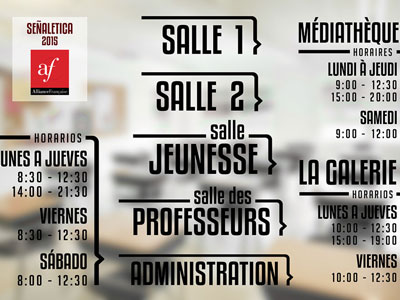 SEÑALETICA
2015
af
AllianceFrançaise
HORARIOS
LUNES A JUEVES
8:30 - 12:30
14:00 - 21:30
VIERNES
8:30 - 12:30
SÁBADO
8:00 - 12:30
SALLE 1
SALLE 2
salle
JEUNESSE
salle des
PROFESSEURS
ADMINISTRATION
MÉDIATHÈQUE
HORAIRES
LUNDI À JEUDI
9:00 - 12:30
15:00 - 20:00
SAMEDI
9:00 - 12:00
LA GALERIE
HORARIOS
LUNES A JUEVES
10:00 - 12:30
15:00 - 19:00
VIERNES
10:00 - 12:30